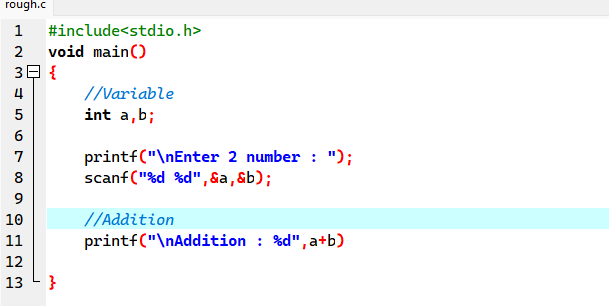 rough.c
1 #include<stdio.h>
2 void main()
3 {
4 //Variable
5 int a,b;
6
7 printf("\nEnter 2 number : ");
8 scanf("%d %d",&a,&b);
9
10 //Addition
11 printf("\nAddition : %d",a+b)
12
13 }